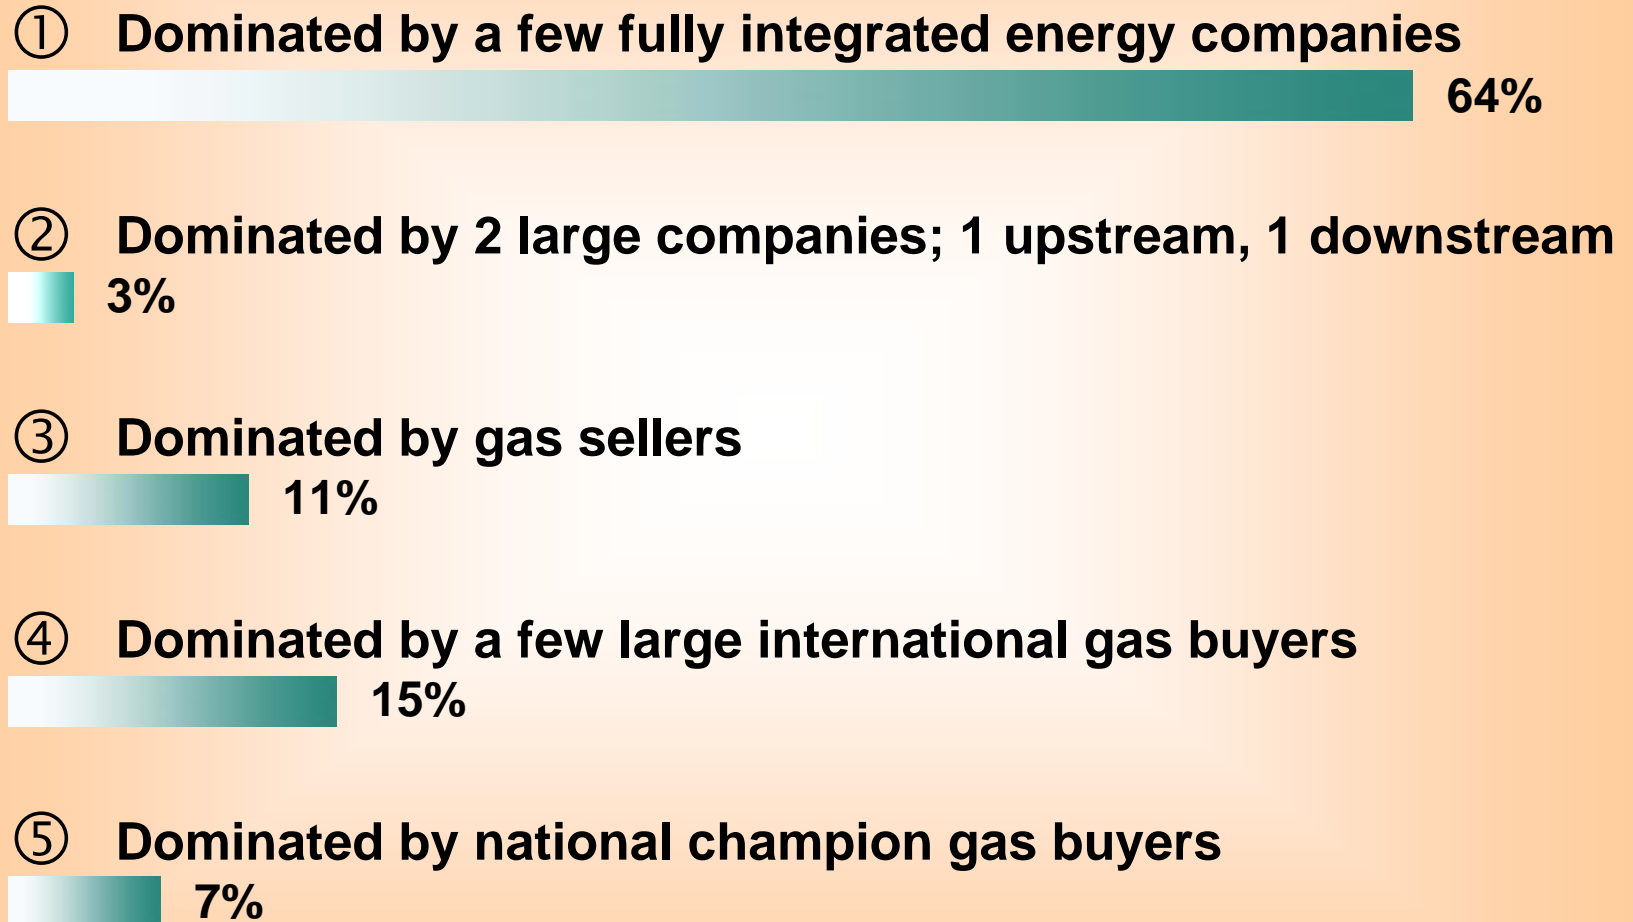 ① Dominated by a few fully integrated energy companies
64%
② Dominated by 2 large companies; 1 upstream, 1 downstream
3%
③ Dominated by gas sellers
11%
④ Dominated by a few large international gas buyers
15%
⑤ Dominated by national champion gas buyers
7%